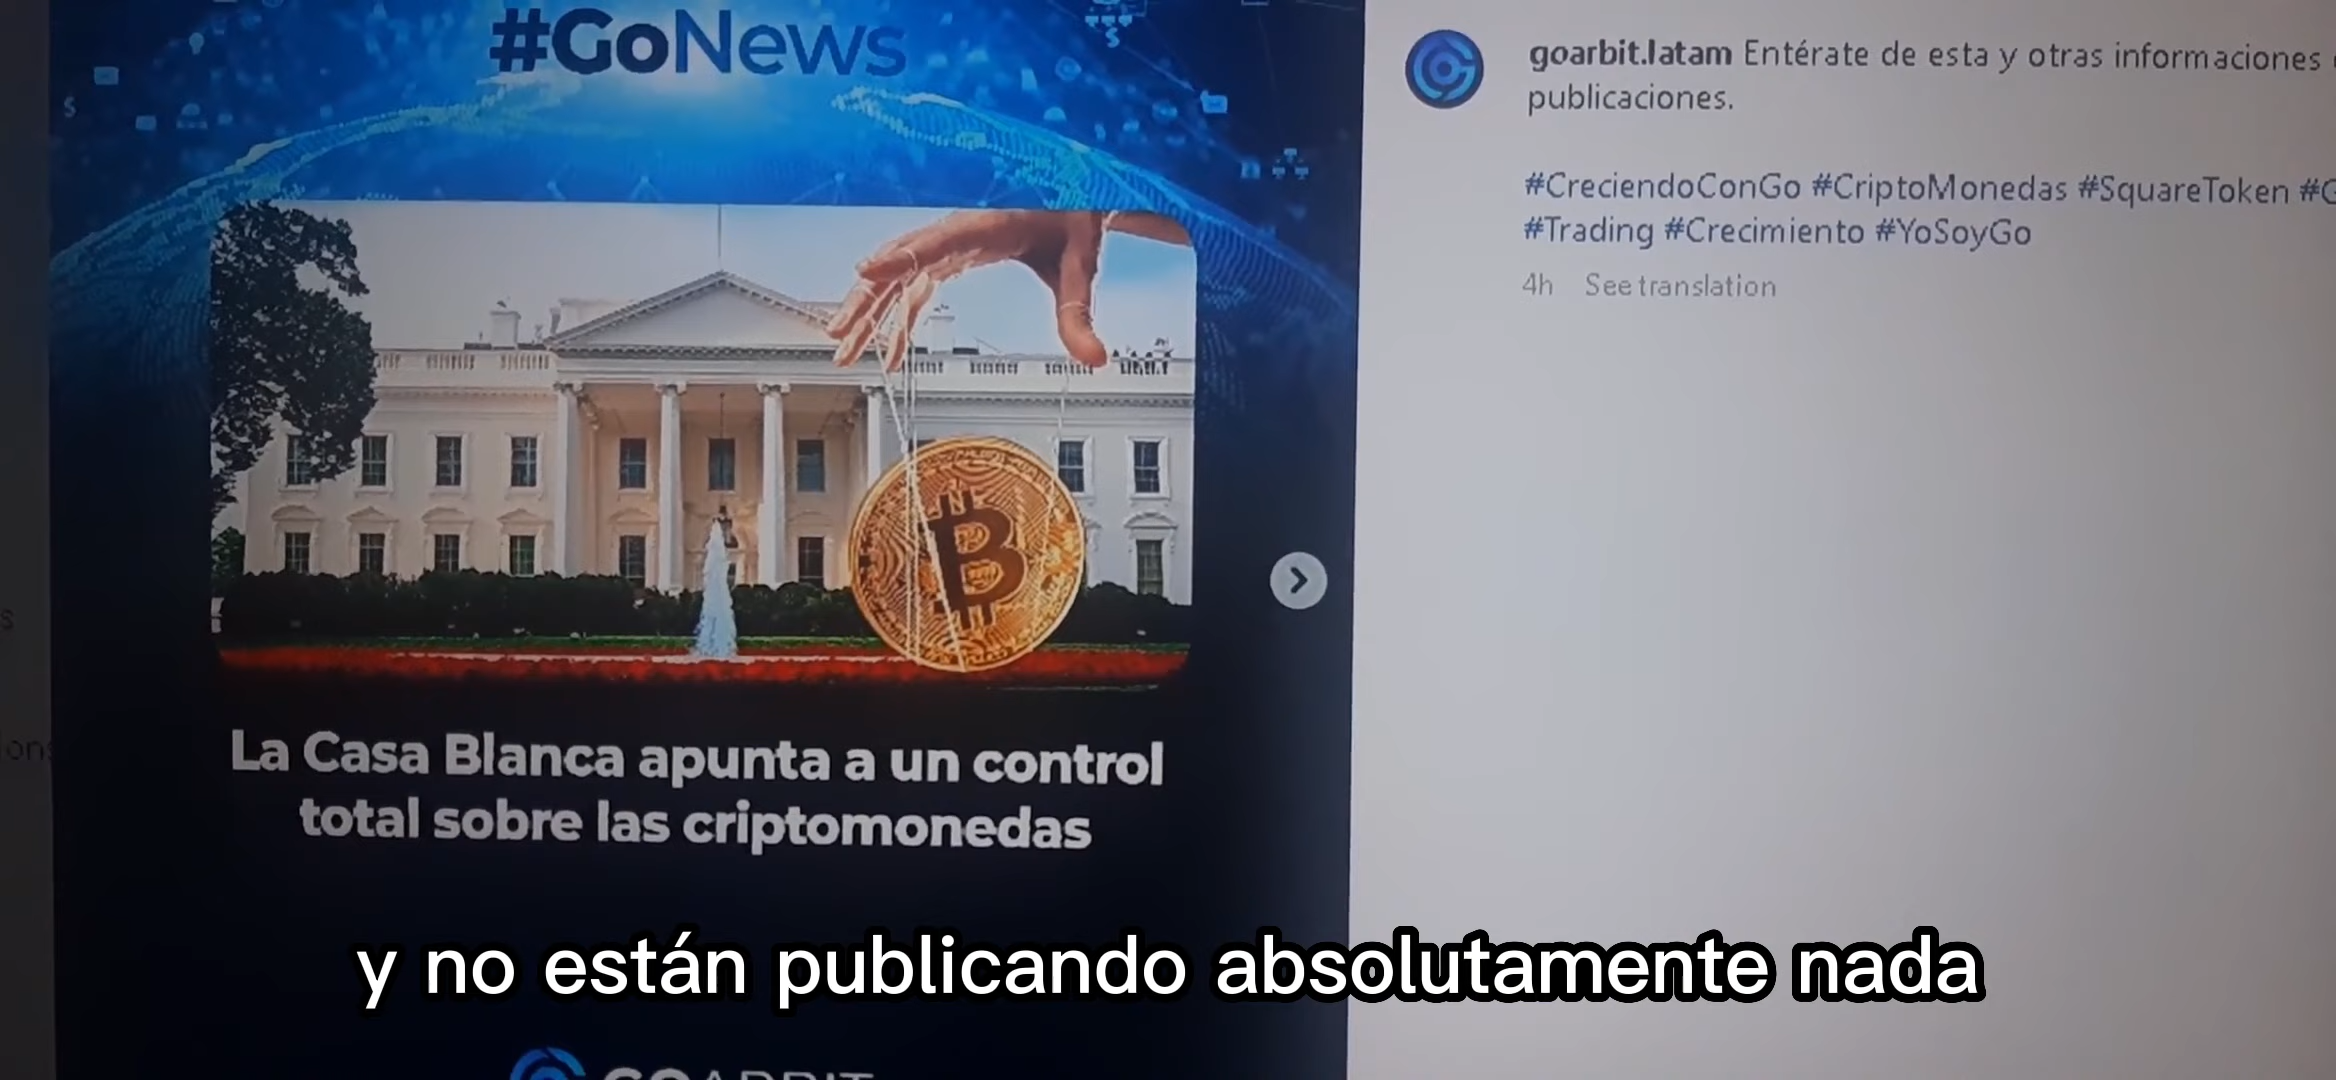 #GoNews
La Casa Blanca apunta a un control
total sobre las criptomonedas
goarbit.latam Entérate de esta y otras informaciones
publicaciones.
#CreciendoConGo #CriptoMonedas #SquareToken
#Trading #Crecimiento #YoSoyGo
4h See translation
y no están publicando absolutamente nada